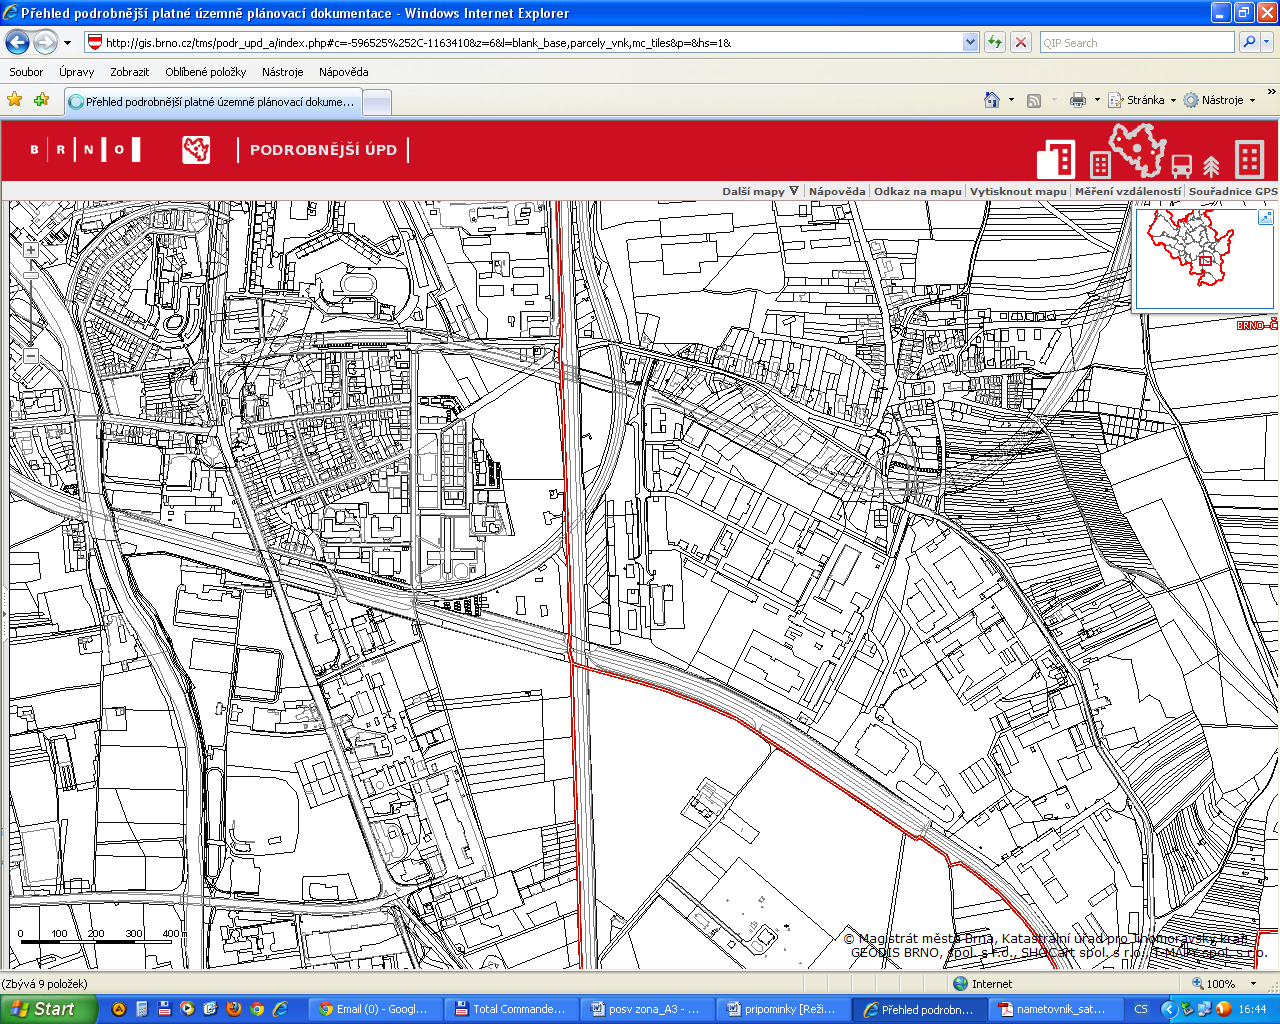 Přehled podrobnější platné územně plánovací dokumentace - Windows Internet Explorer
http://gis.brno.cz/tms/podr_upd_a/index.php#c=-596525%252C-1163410&z=6&l=blank_base,parcely_vnk,mc_tiles&p=&hs=1&
QIP Search
Soubor Úpravy Zobrazit Oblíbené položky Nástroje Nápověda
Přehled podrobnější platné územně plánovací dokume...
Stránka Nástroje
BRNO PODROBNĚJŠÍ ÚPD
Další mapy Nápověda Odkaz na mapu Vytisknout mapu Měření vzdáleností Souřadnice GPS
BRNO-Č
0 100 200 300 400 m
© Magistrát města Brna, Katastrální úřad pro Jihomoravský kraj,
GEODIS BRNO, spol. s r.o., SHOCart spol. s r.o., T-MAPY spol. s r.o.
(Zbývá 9 položek) Internet 100%
Start Email (0) - Googl... Total Commande... posv zona_A3 - ... pripominky [Reži... Přehled podrobn... nametovnik_sat... CS 16:44